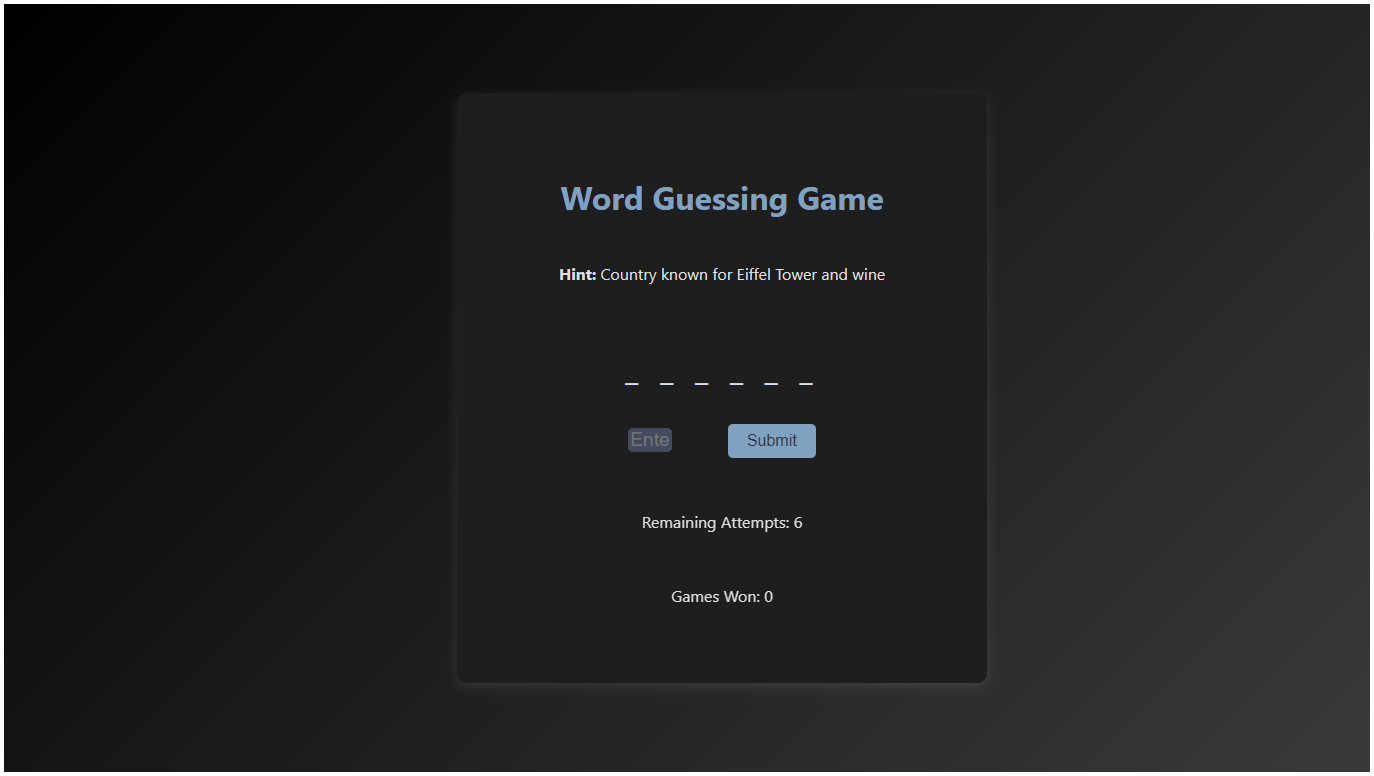 Word Guessing Game
Hint: Country known for Eiffel Tower and wine
_ _ _ _ _ _
Ente
Submit
Remaining Attempts: 6
Games Won: 0